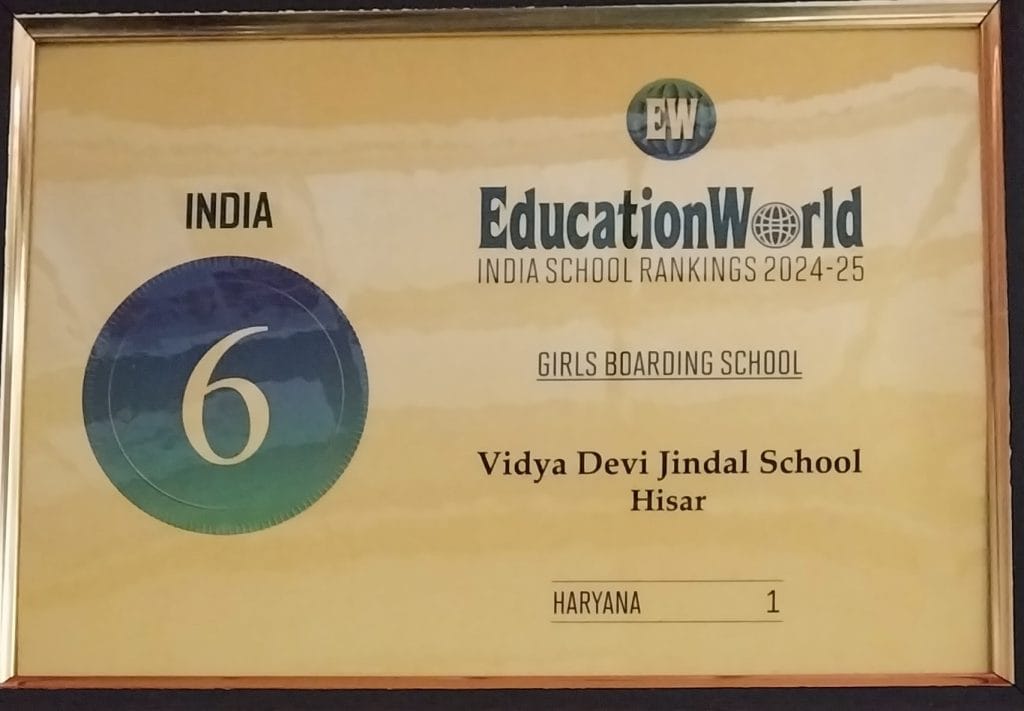 INDIA
6
EW
EducationWorld
INDIA SCHOOL RANKINGS 2024-25
GIRLS BOARDING SCHOOL
Vidya Devi Jindal School
Hisar
HARYANA 1